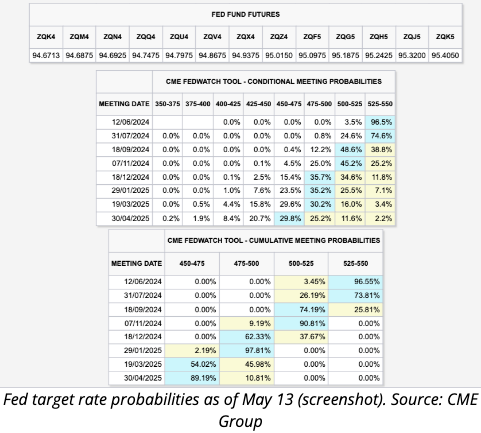 FED FUND FUTURES
ZQK4 ZQM4 ZQN4 ZQQ4 ZQU4 ZQV4 ZQX4 ZQZ4 ZQF5 ZQG5 ZQH5 ZQJ5 ZQK5
94.6713 94.6875 94.6925 94.7475 94.7975 94.8675 94.9375 95.0150 95.0975 95.1875 95.2425 95.3200 95.4050
CME FEDWATCH TOOL - CONDITIONAL MEETING PROBABILITIES
MEETING DATE 350-375 375-400 400-425 425-450 450-475 475-500 500-525 525-550
12/06/2024 0.0% 0.0% 0.0% 0.0% 3.5% 96.5%
31/07/2024 0.0% 0.0% 0.0% 0.0% 0.0% 0.8% 24.6% 74.6%
18/09/2024 0.0% 0.0% 0.0% 0.0% 0.4% 12.2% 48.6% 38.8%
07/11/2024 0.0% 0.0% 0.0% 0.1% 4.5% 25.0% 45.2% 25.2%
18/12/2024 0.0% 0.0% 0.1% 2.5% 15.4% 35.7% 34.6% 11.8%
29/01/2025 0.0% 0.0% 1.0% 7.6% 23.5% 35.2% 25.5% 7.1%
19/03/2025 0.0% 0.5% 4.4% 15.8% 29.6% 30.2% 16.0% 3.4%
30/04/2025 0.2% 1.9% 8.4% 20.7% 29.8% 25.2% 11.6% 2.2%
CME FEDWATCH TOOL - CUMULATIVE MEETING PROBABILITIES
MEETING DATE 450-475 475-500 500-525 525-550
12/06/2024 0.00% 0.00% 3.45% 96.55%
31/07/2024 0.00% 0.00% 26.19% 73.81%
18/09/2024 0.00% 0.00% 74.19% 25.81%
07/11/2024 0.00% 9.19% 90.81% 0.00%
18/12/2024 0.00% 62.33% 37.67% 0.00%
29/01/2025 2.19% 97.81% 0.00% 0.00%
19/03/2025 54.02% 45.98% 0.00% 0.00%
30/04/2025 89.19% 10.81% 0.00% 0.00%
Fed target rate probabilities as of May 13 (screenshot). Source: CME
Group